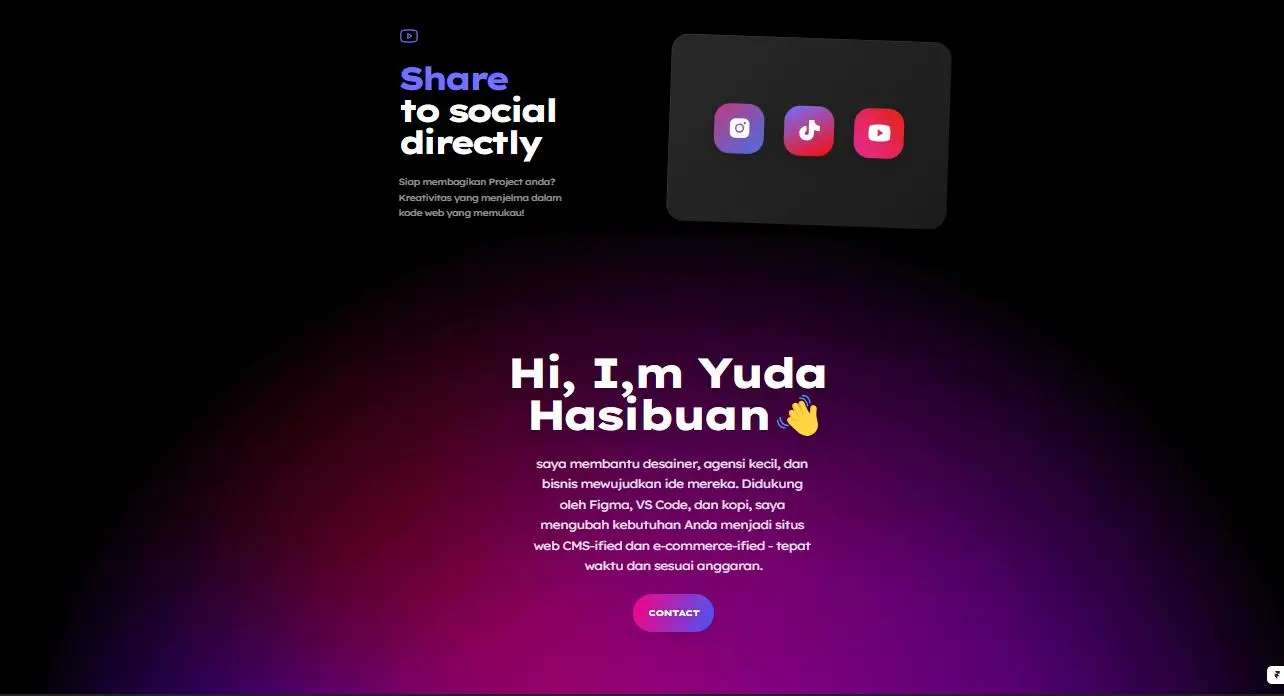 Share
to social
directly
Siap membagikan Project anda?
Kreativitas yang menjelma dalam
kode web yang memukau!
Hi, I,m Yuda
Hasibuan
saya membantu desainer, agensi kecil, dan
bisnis mewujudkan ide mereka. Didukung
oleh Figma, VS Code, dan kopi, saya
mengubah kebutuhan Anda menjadi situs
web CMS-ified dan e-commerce-ified - tepat
waktu dan sesuai anggaran.
CONTACT